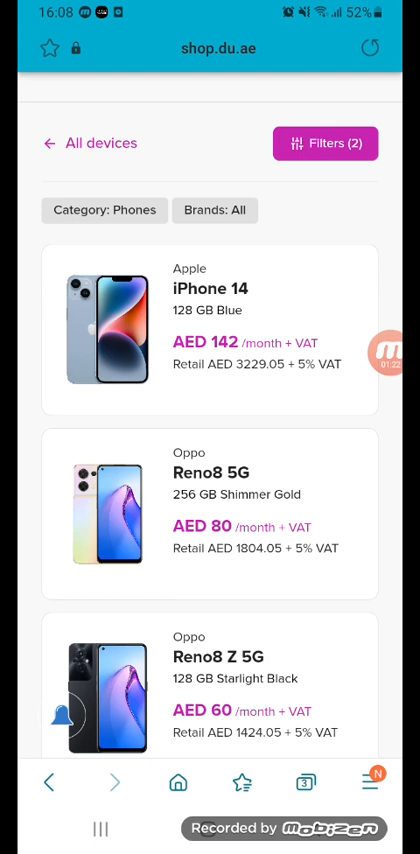 16:08 52%
shop.du.ae
← All devices
Filters (2)
Category: Phones Brands: All
Apple
iPhone 14
128 GB Blue
AED 142 /month + VAT
Retail AED 3229.05 + 5% VAT
m
01:22
Oppo
Reno8 5G
256 GB Shimmer Gold
AED 80 /month + VAT
Retail AED 1804.05 + 5% VAT
Oppo
Reno8 Z 5G
128 GB Starlight Black
AED 60 /month + VAT
Retail AED 1424.05 + 5% VAT
3
N
Recorded by mobizen